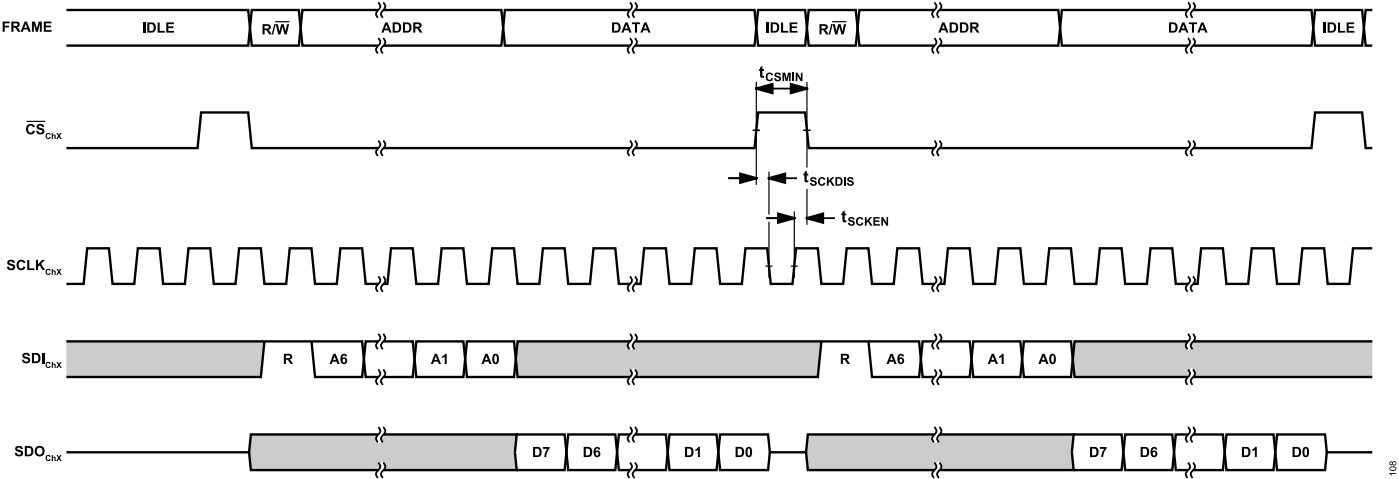 FRAME IDLE R/W̅ ADDR DATA IDLE R/W̅ ADDR DATA IDLE
tCSMIN
C̅S̅ChX
tSCKDIS
tSCKEN
SCLKChX
SDIChX R A6 A1 A0 R A6 A1 A0
SDOChX D7 D6 D1 D0 D7 D6 D1 D0
108